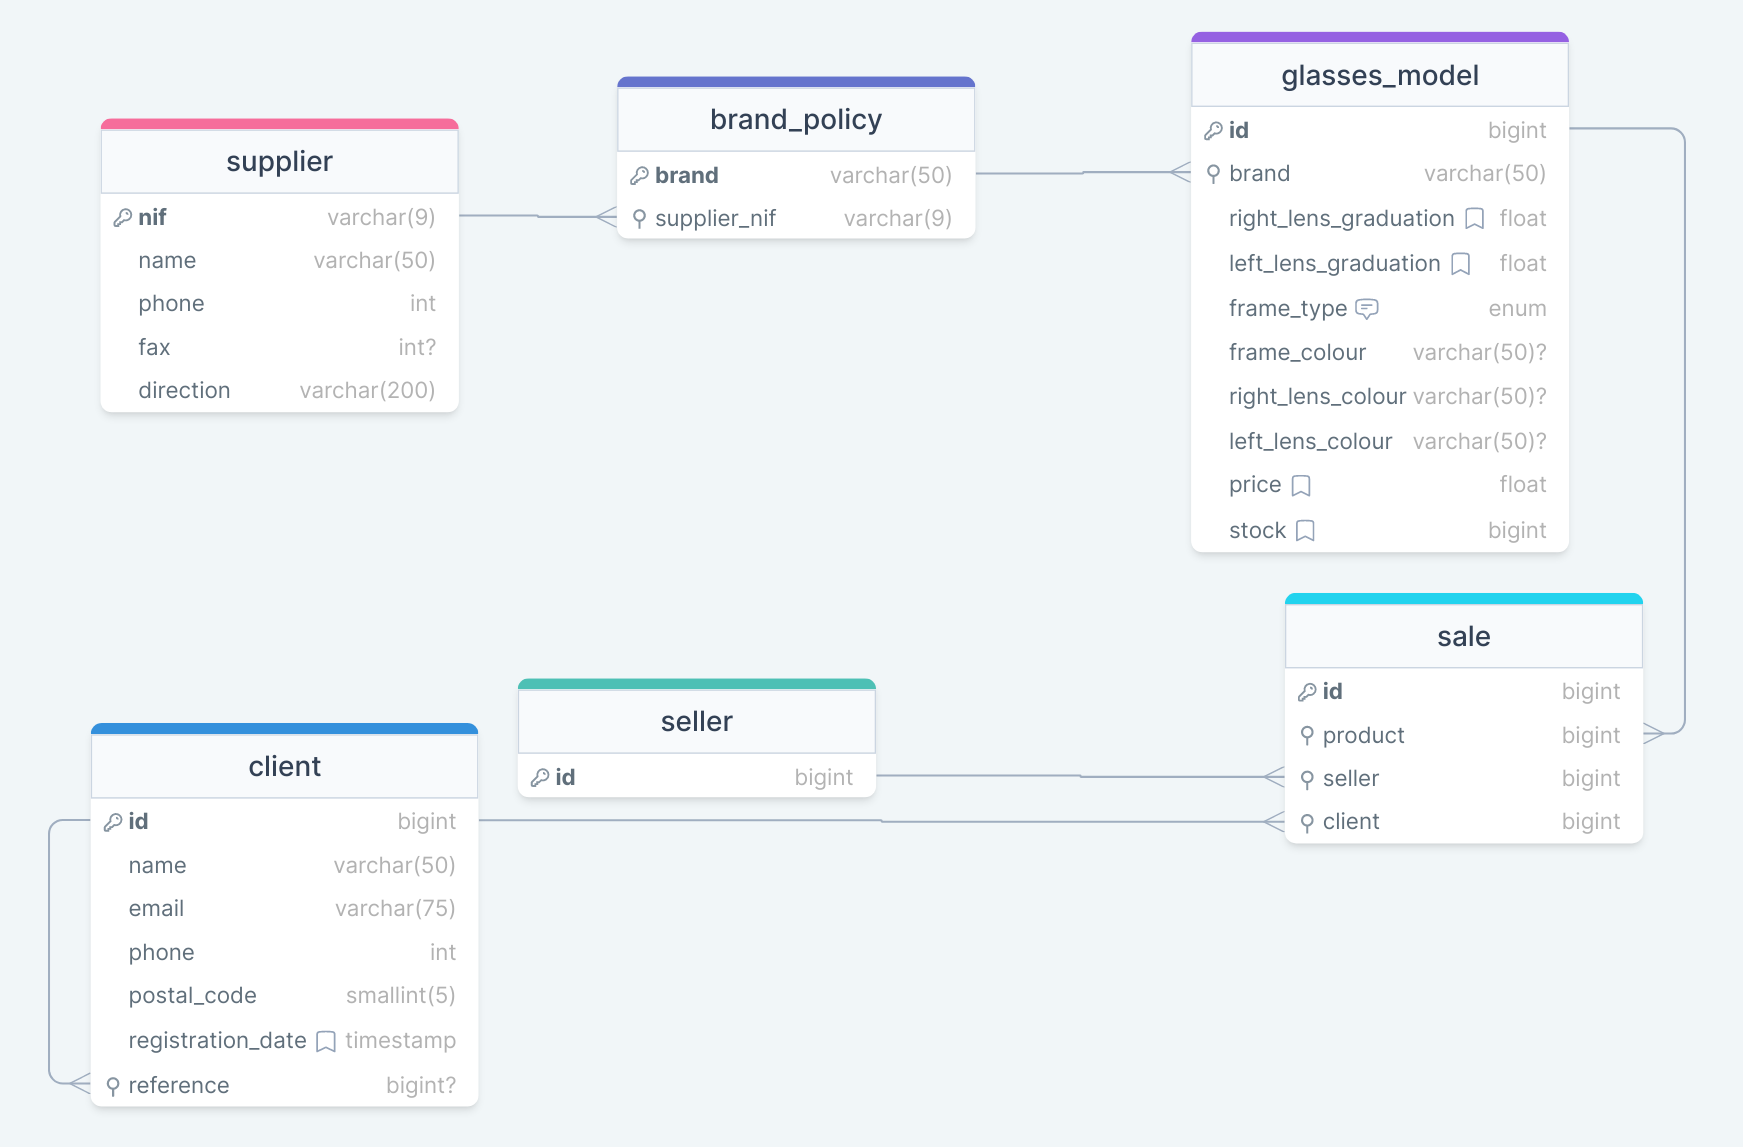 supplier
nif varchar(9)
name varchar(50)
phone int
fax int?
direction varchar(200)
brand_policy
brand varchar(50)
supplier_nif varchar(9)
glasses_model
id bigint
brand varchar(50)
right_lens_graduation float
left_lens_graduation float
frame_type enum
frame_colour varchar(50)?
right_lens_colour varchar(50)?
left_lens_colour varchar(50)?
price float
stock bigint
client
id bigint
name varchar(50)
email varchar(75)
phone int
postal_code smallint(5)
registration_date timestamp
reference bigint?
seller
id bigint
sale
id bigint
product bigint
seller bigint
client bigint